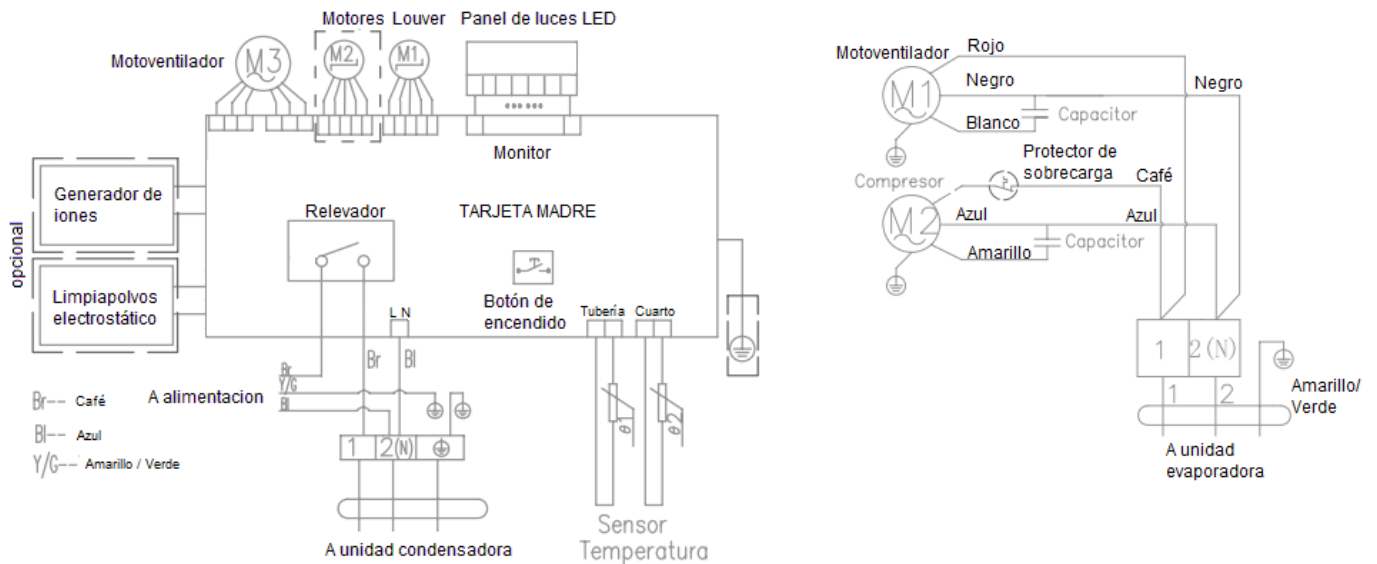 Motores Louver
Panel de luces LED
Motoventilador
M3
M2
M1
Monitor
opcional
Generador de
iones
Limpiapolvos
electrostático
Relevador
TARJETA MADRE
Botón de
encendido
L N
Tubería
Cuarto
Br
Bl
Br
Y/G
Bl
A alimentacion
Br-- Café
Bl-- Azul
Y/G-- Amarillo / Verde
1
2(N)
θ1
θ2
A unidad condensadora
Sensor
Temperatura
Motoventilador
Rojo
M1
Negro
Negro
Blanco
Capacitor
Protector de
sobrecarga
Compresor
Café
M2
Azul
Azul
Amarillo
Capacitor
1
2(N)
1
2
Amarillo/
Verde
A unidad
evaporadora